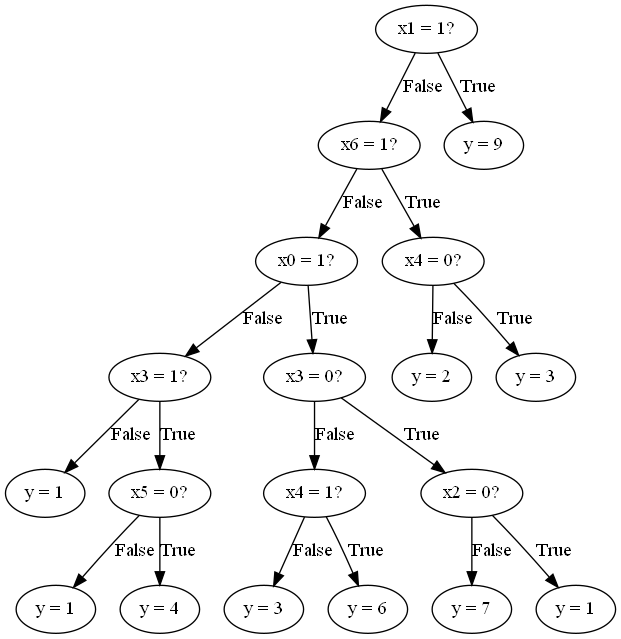 x1 = 1?
False
True
x6 = 1?
y = 9
False
True
x0 = 1?
x4 = 0?
False
True
False
True
x3 = 1?
x3 = 0?
y = 2
y = 3
False
True
False
True
y = 1
x5 = 0?
x4 = 1?
x2 = 0?
False
True
False
True
False
True
y = 1
y = 4
y = 3
y = 6
y = 7
y = 1